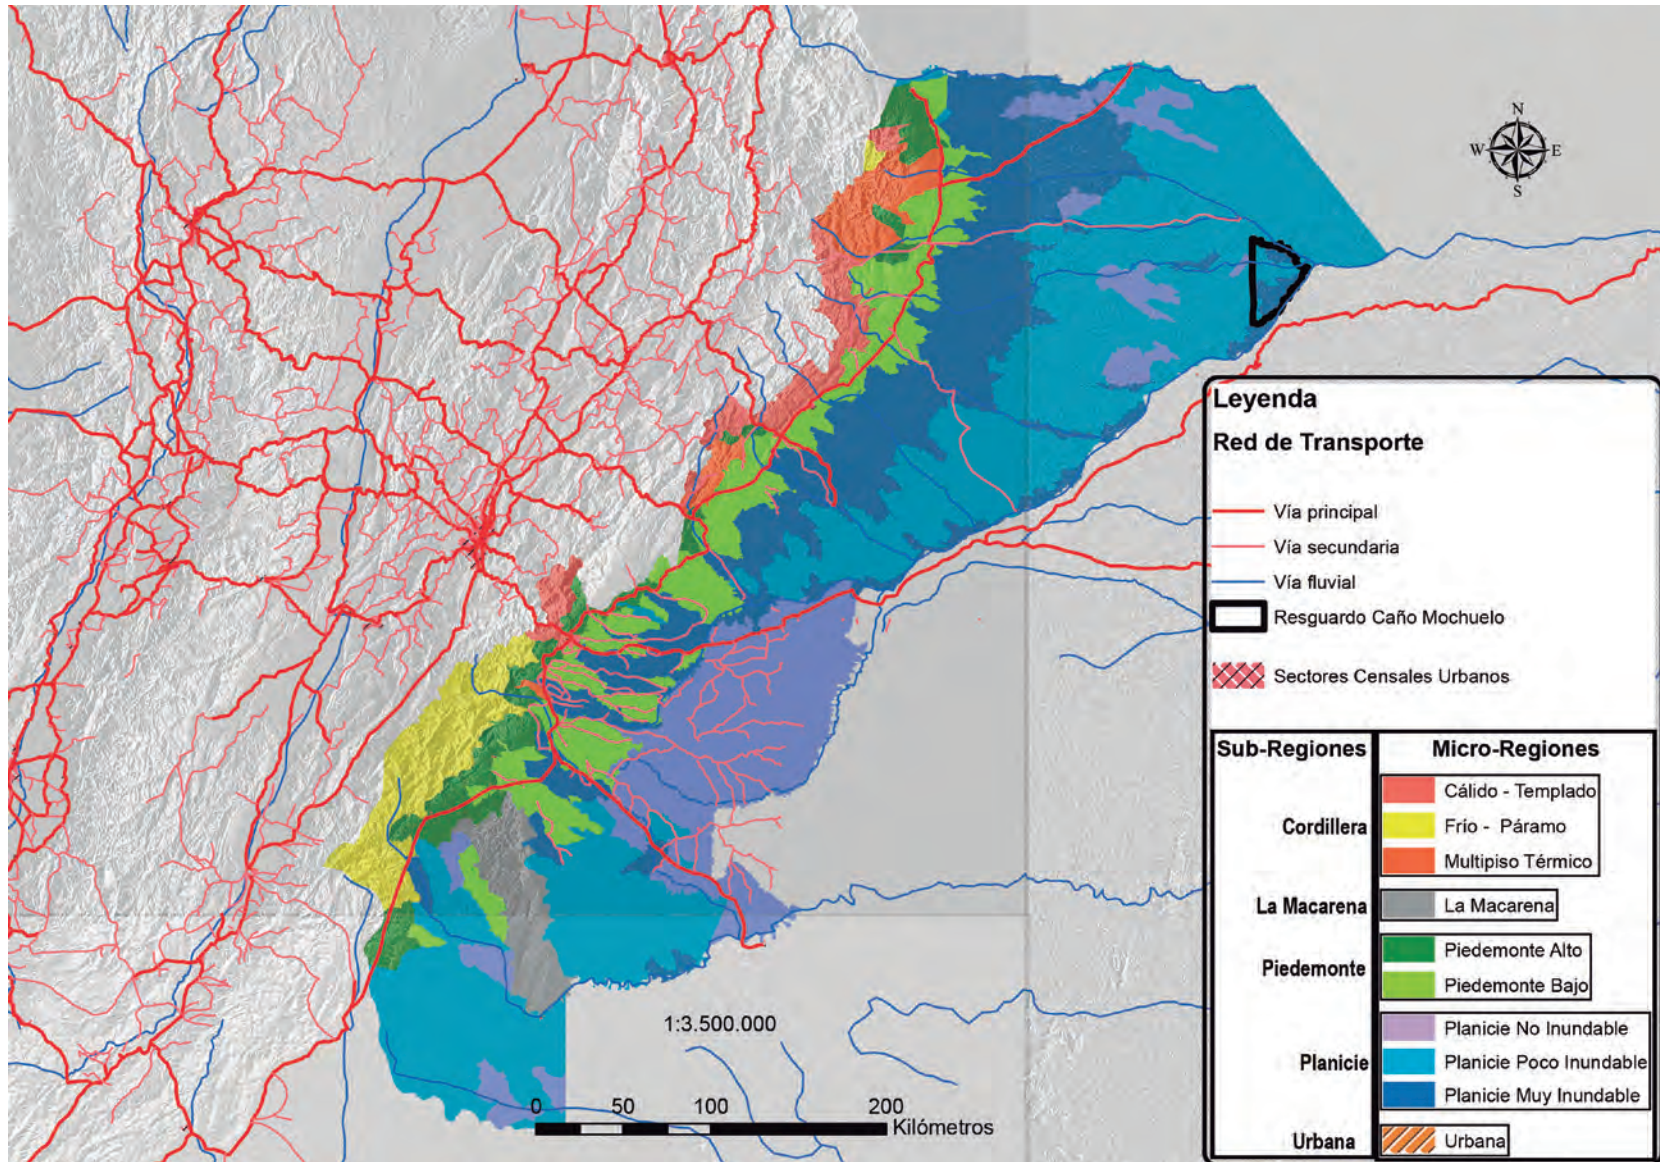 N
W E
S
Leyenda
Red de Transporte
Vía principal
Vía secundaria
Vía fluvial
Resguardo Caño Mochuelo
Sectores Censales Urbanos
Sub-Regiones Micro-Regiones
Cálido - Templado
Cordillera
Frío - Páramo
Multipiso Térmico
La Macarena La Macarena
Piedemonte Alto
Piedemonte
Piedemonte Bajo
Planicie No Inundable
Planicie Planicie Poco Inundable
Planicie Muy Inundable
Urbana Urbana
1:3.500.000
0 50 100 200
Kilómetros